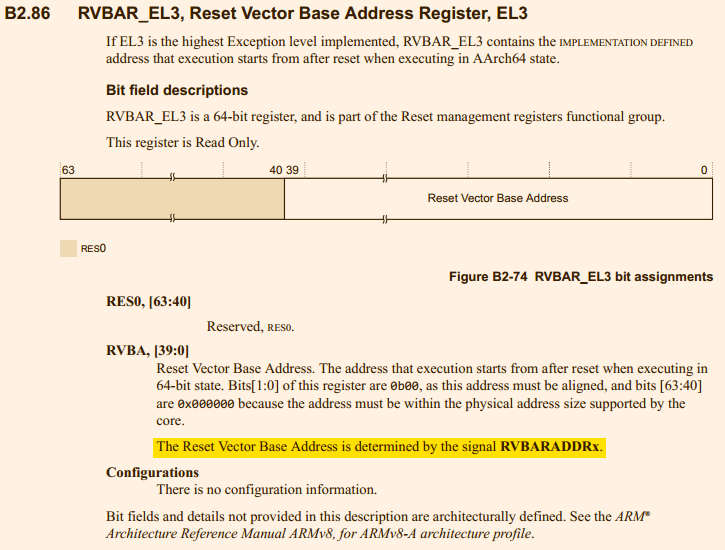 B2.86 RVBAR_EL3, Reset Vector Base Address Register, EL3
If EL3 is the highest Exception level implemented, RVBAR_EL3 contains the IMPLEMENTATION DEFINED
address that execution starts from after reset when executing in AArch64 state.
Bit field descriptions
RVBAR_EL3 is a 64-bit register, and is part of the Reset management registers functional group.
This register is Read Only.
63 40 39 0
Reset Vector Base Address
RES0
Figure B2-74 RVBAR_EL3 bit assignments
RES0, [63:40]
Reserved, RES0.
RVBA, [39:0]
Reset Vector Base Address. The address that execution starts from after reset when executing in
64-bit state. Bits[1:0] of this register are 0b00, as this address must be aligned, and bits [63:40]
are 0x000000 because the address must be within the physical address size supported by the
core.
The Reset Vector Base Address is determined by the signal RVBARADDRx.
Configurations
There is no configuration information.
Bit fields and details not provided in this description are architecturally defined. See the ARM®
Architecture Reference Manual ARMv8, for ARMv8-A architecture profile.